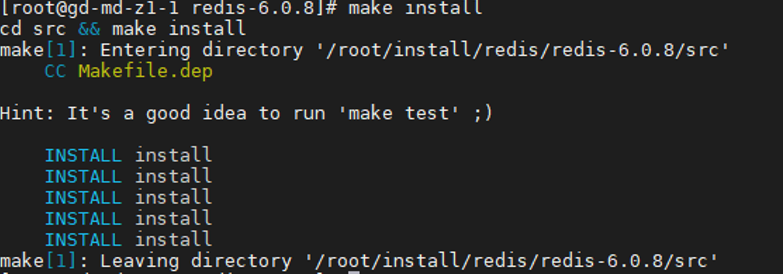 [root@gd-md-z1-1 redis-6.0.8]# make install
cd src && make install
make[1]: Entering directory '/root/install/redis/redis-6.0.8/src'
    CC Makefile.dep
Hint: It's a good idea to run 'make test' ;)
    INSTALL install
    INSTALL install
    INSTALL install
    INSTALL install
    INSTALL install
make[1]: Leaving directory '/root/install/redis/redis-6.0.8/src'